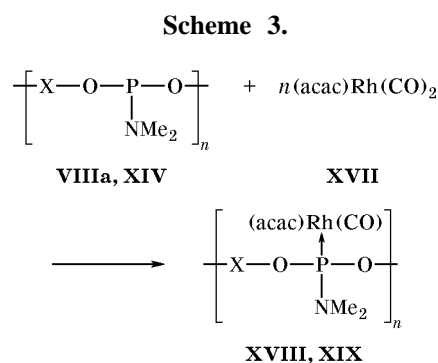 Scheme 3.
X—O—P—O
NMe2
n
+ n(acac)Rh(CO)2
VIIIa, XIV
XVII
(acac)Rh(CO)
X—O—P—O
NMe2
n
XVIII, XIX